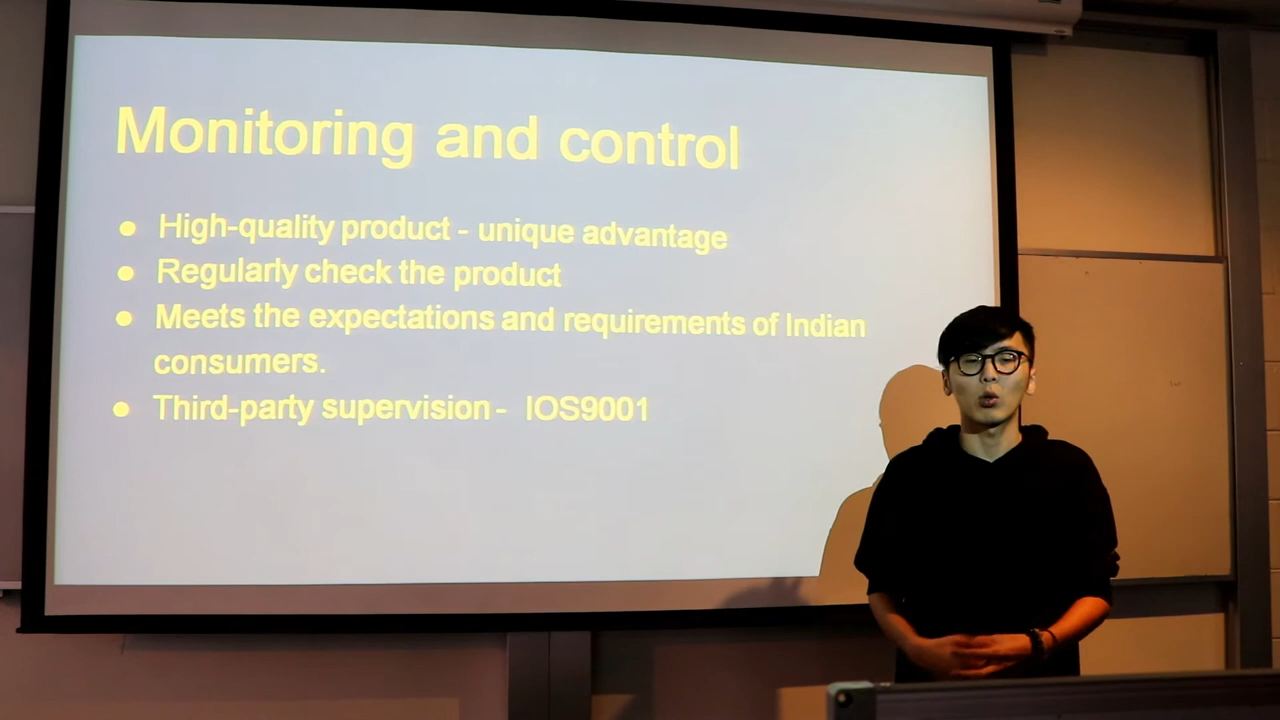 Monitoring and control
● High-quality product - unique advantage
● Regularly check the product
● Meets the expectations and requirements of Indian
consumers.
● Third-party supervision - IOS9001